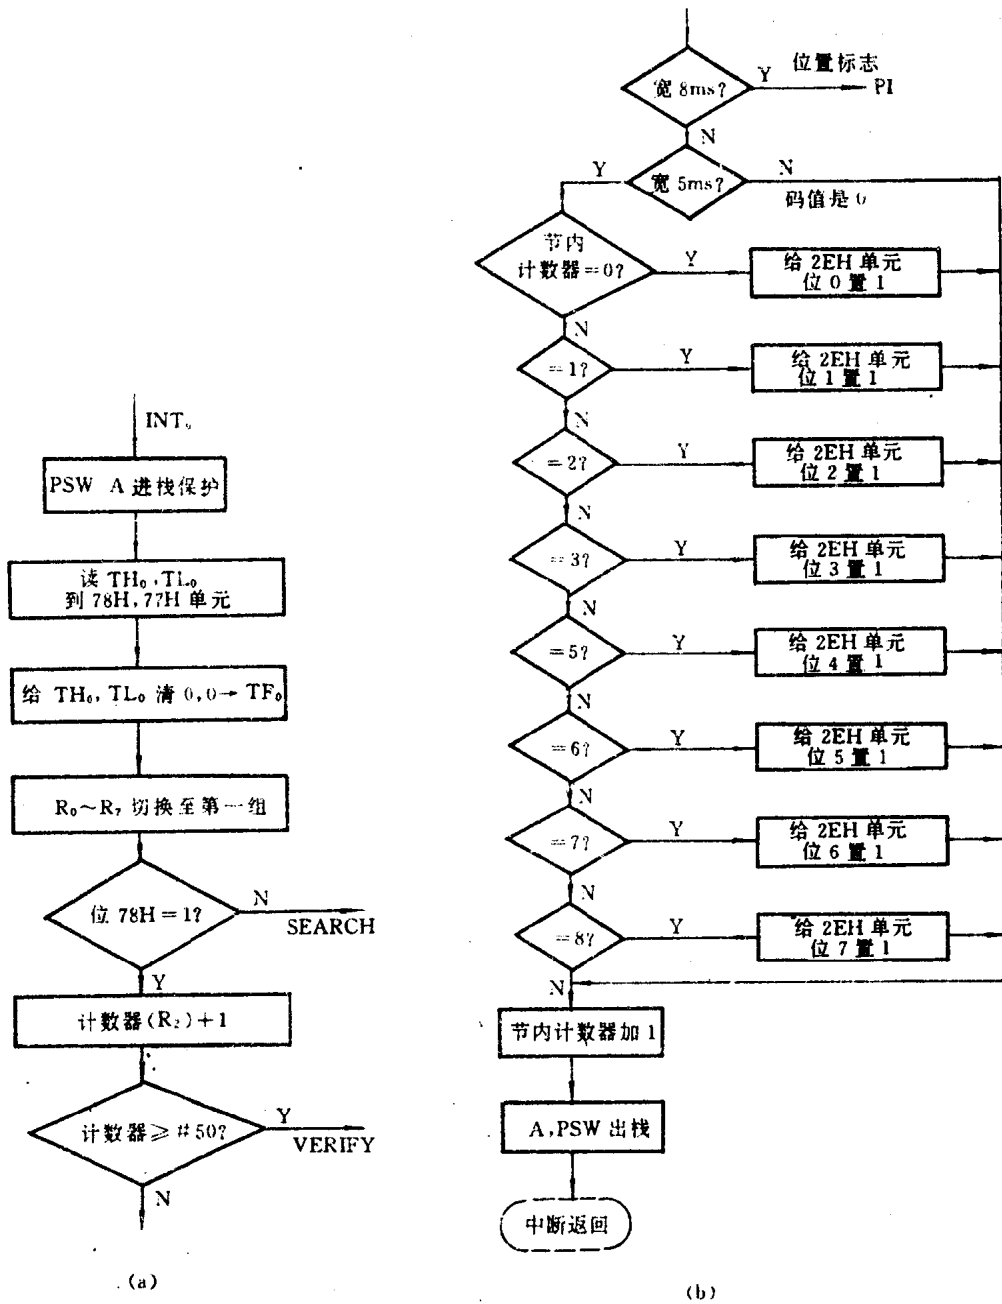 INT₀
PSW A 进栈保护
读 TH₀,TL₀
到 78H,77H 单元
给 TH₀,TL₀ 清 0,0→TF₀
R₀~R₇ 切换至第一组
位 78H=1?
N
SEARCH
Y
计数器(R₂)+1
计数器≥#50?
Y
VERIFY
N
(a)
宽 8ms?
Y
位置标志
PI
N
宽 5ms?
Y
N
码值是 0
节内
计数器=0?
Y
给 2EH 单元
位 0 置 1
N
=1?
Y
给 2EH 单元
位 1 置 1
N
=2?
Y
给 2EH 单元
位 2 置 1
N
=3?
Y
给 2EH 单元
位 3 置 1
N
=5?
Y
给 2EH 单元
位 4 置 1
N
=6?
Y
给 2EH 单元
位 5 置 1
N
=7?
Y
给 2EH 单元
位 6 置 1
N
=8?
Y
给 2EH 单元
位 7 置 1
N
节内计数器加 1
A,PSW 出栈
中断返回
(b)